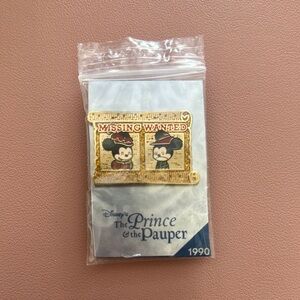 MISSING WANTED
Disney's
The Prince
& the Pauper
1990